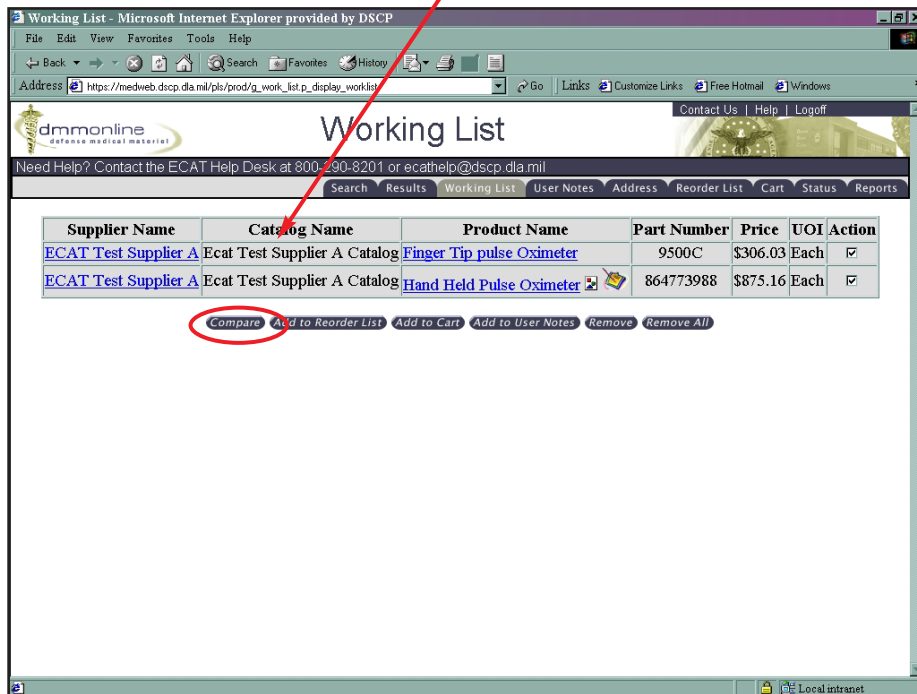 Working List - Microsoft Internet Explorer provided by DSCP
File Edit View Favorites Tools Help
Back Search Favorites History
Address https://medweb.dscp.dla.mil/pls/prod/g_work_list.p_display_worklist Go Links Customize Links Free Hotmail Windows
Contact Us | Help | Logoff
dmmonline
defense medical material
Working List
Need Help? Contact the ECAT Help Desk at 800-290-8201 or ecathelp@dscp.dla.mil
Search Results Working List User Notes Address Reorder List Cart Status Reports
Supplier Name Catalog Name Product Name Part Number Price UOI Action
ECAT Test Supplier A Ecat Test Supplier A Catalog Finger Tip pulse Oximeter 9500C $306.03 Each
ECAT Test Supplier A Ecat Test Supplier A Catalog Hand Held Pulse Oximeter 864773988 $875.16 Each
Compare Add to Reorder List Add to Cart Add to User Notes Remove Remove All
Local intranet